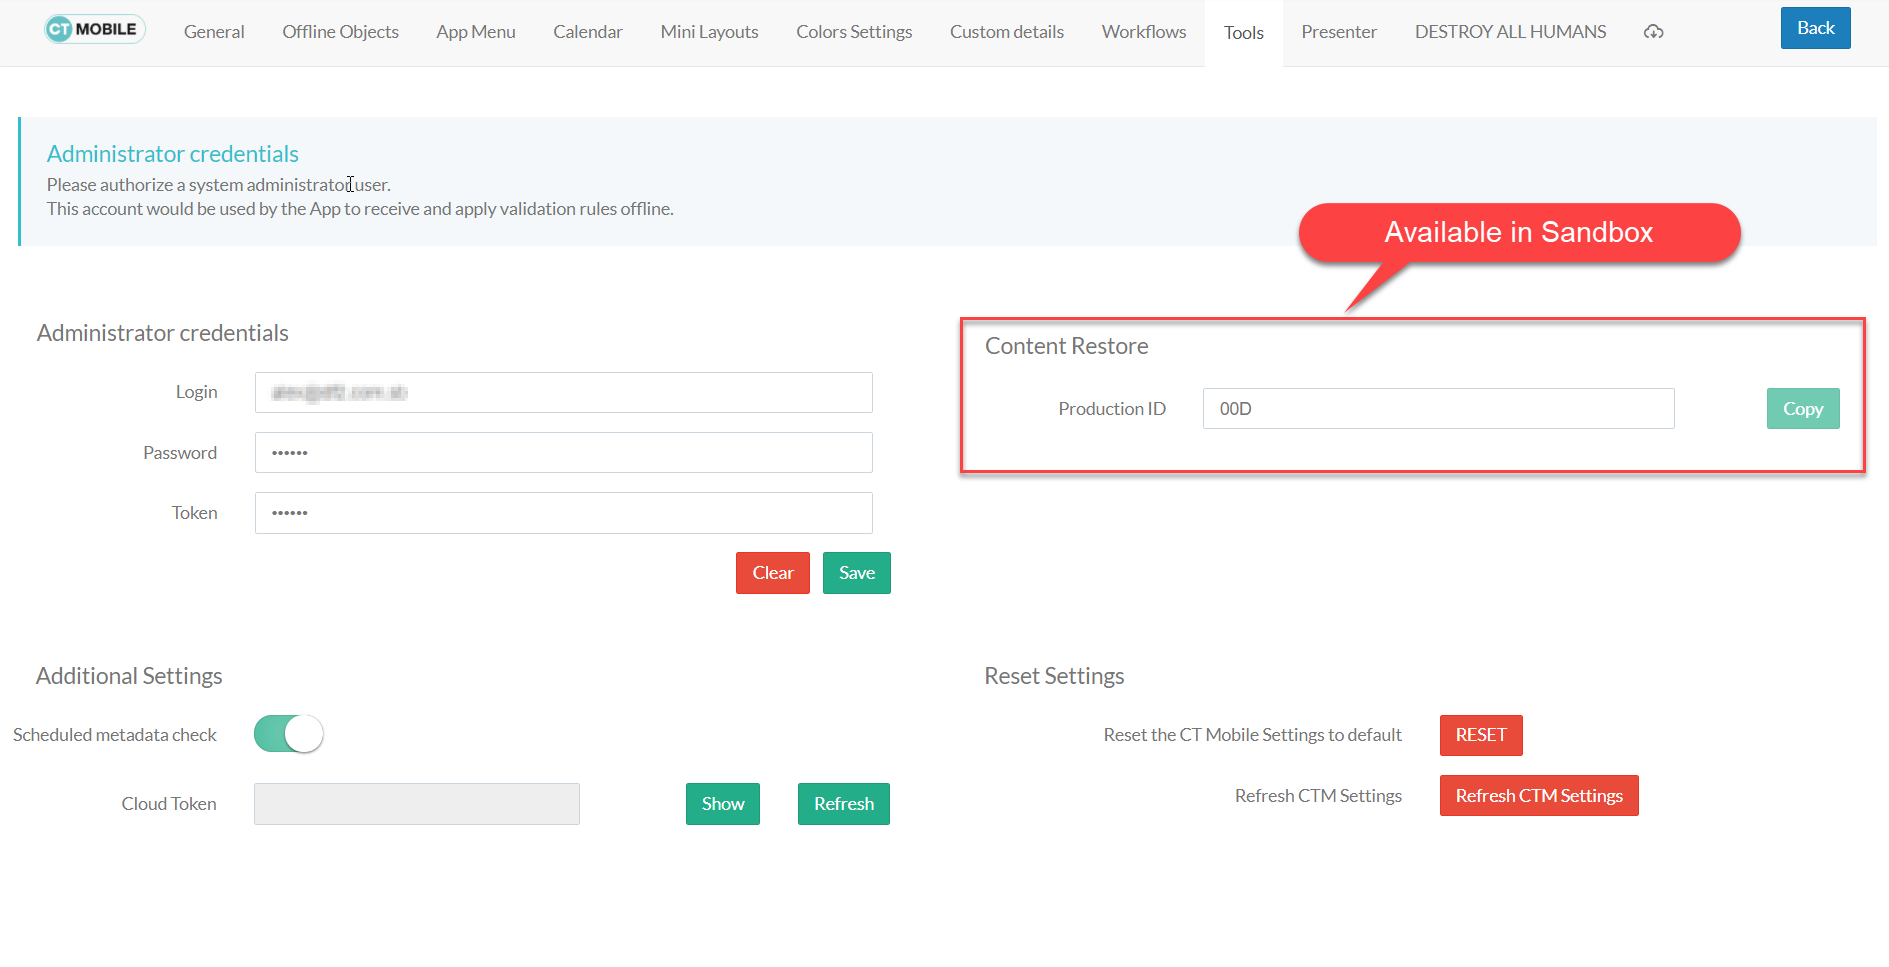 CT MOBILE
General
Offline Objects
App Menu
Calendar
Mini Layouts
Colors Settings
Custom details
Workflows
Tools
Presenter
DESTROY ALL HUMANS
Back
Administrator credentials
Please authorize a system administrator user.
This account would be used by the App to receive and apply validation rules offline.
Available in Sandbox
Administrator credentials
Login
Password
••••••
Token
••••••
Clear
Save
Content Restore
Production ID
00D
Copy
Additional Settings
Scheduled metadata check
Cloud Token
Show
Refresh
Reset Settings
Reset the CT Mobile Settings to default
RESET
Refresh CTM Settings
Refresh CTM Settings